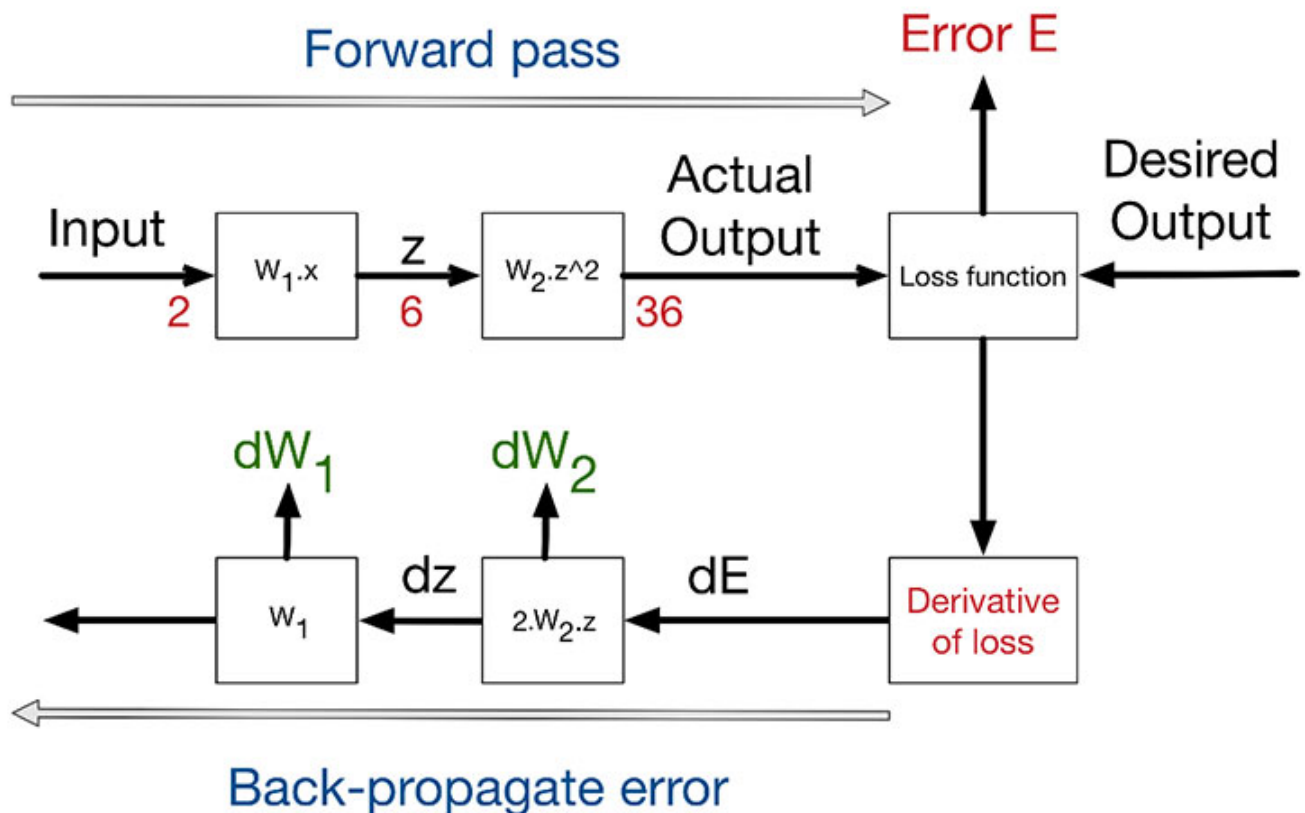 Forward pass
Error E
Input
2
W₁.x
z
6
W₂.z^2
Actual
Output
36
Loss function
Desired
Output
dW₁
dW₂
W₁
dz
2.W₂.z
dE
Derivative
of loss
Back-propagate error